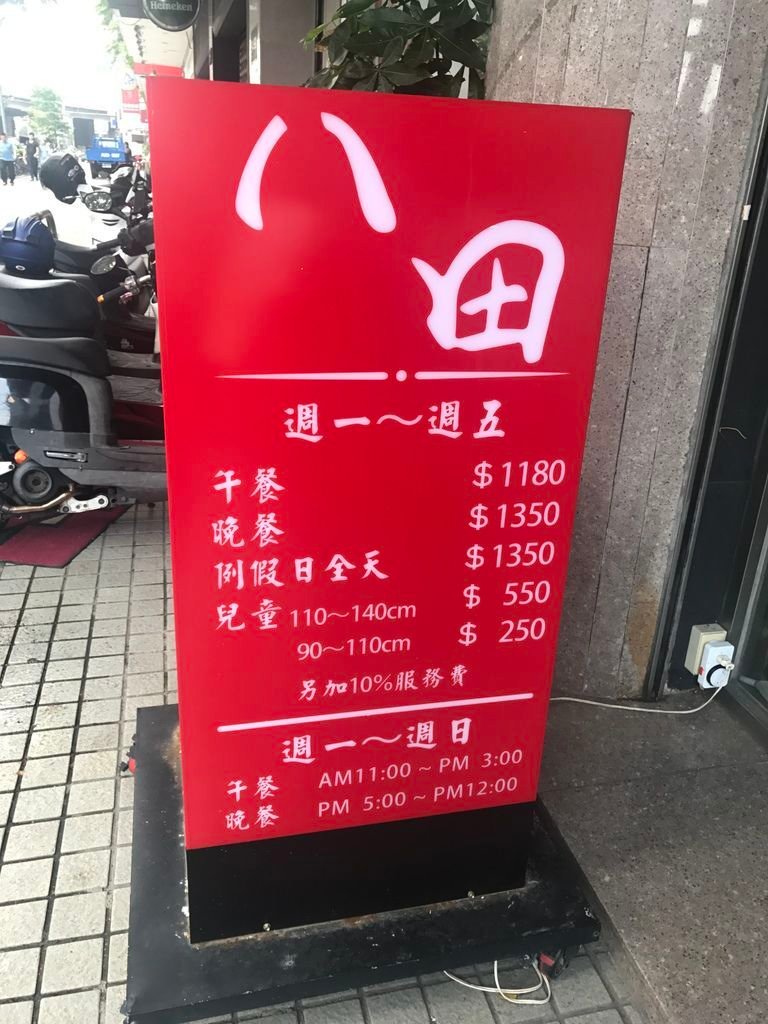 Heineken
八田
週一～週五
午餐 $1180
晚餐 $1350
例假日全天 $1350
兒童 110～140cm $ 550
90～110cm $ 250
另加10%服務費
週一～週日
午餐 AM11:00 ~ PM 3:00
晚餐 PM 5:00 ~ PM12:00